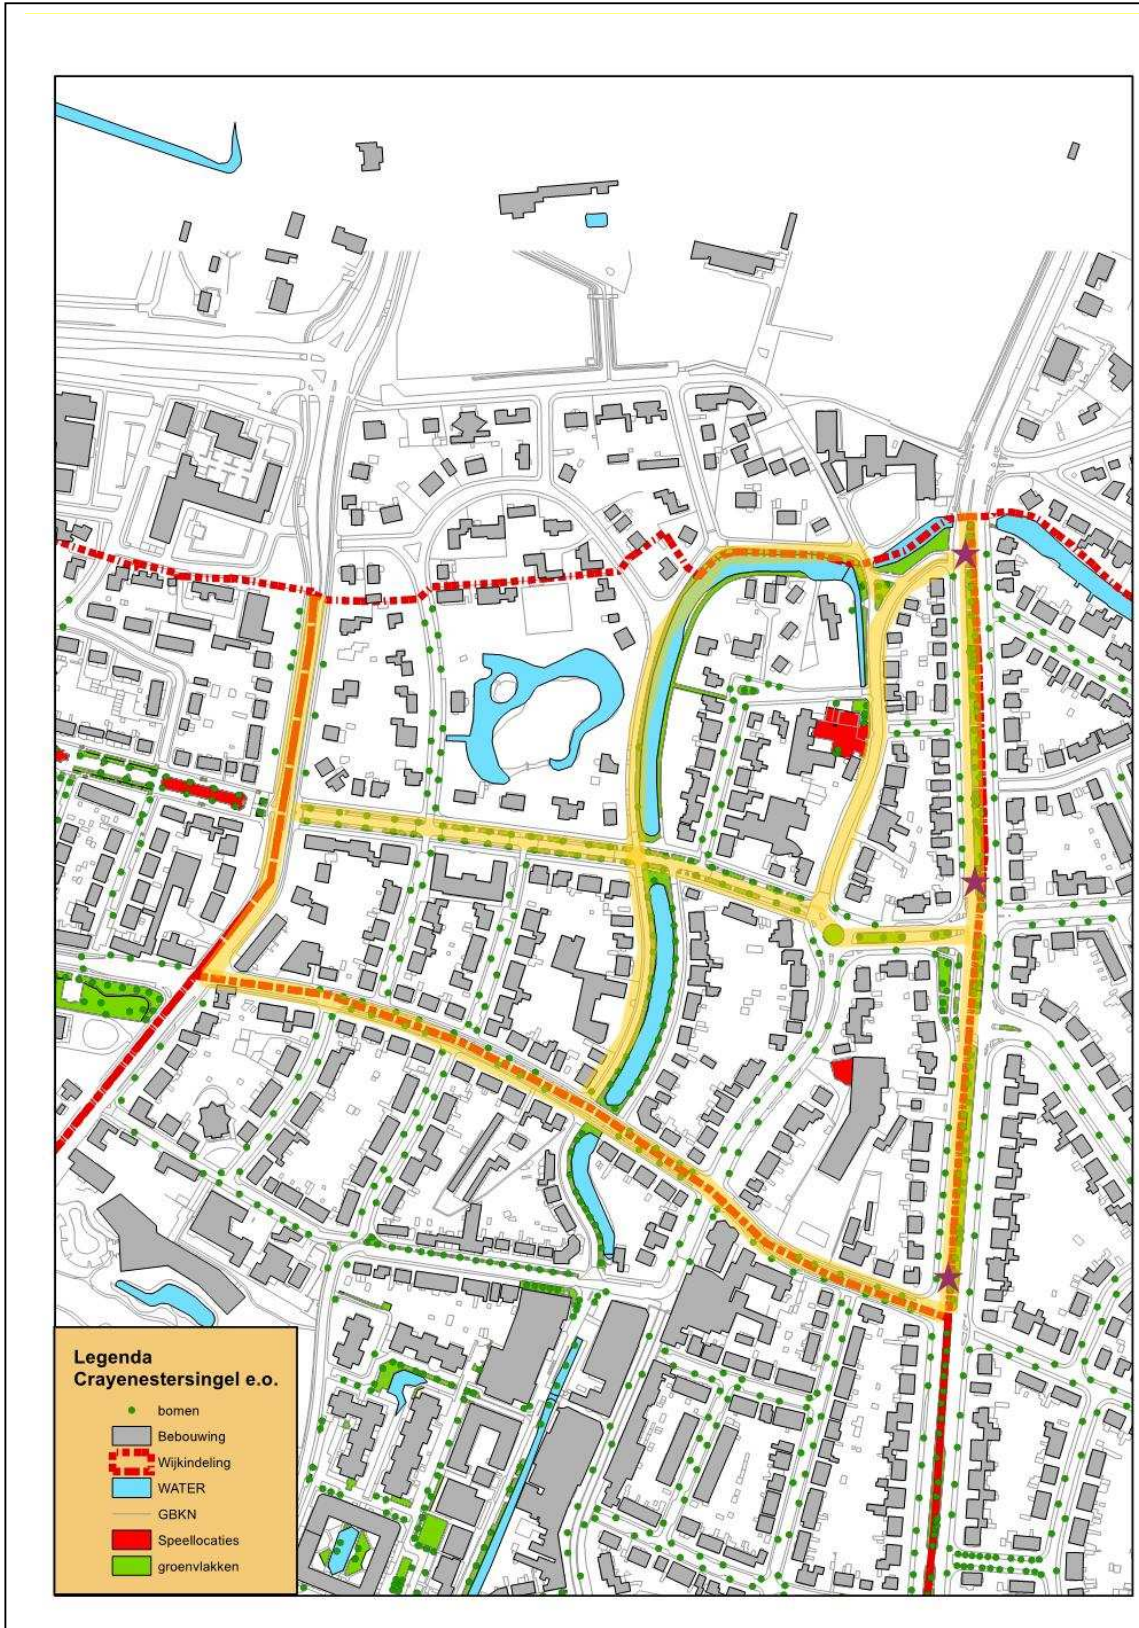 Legenda
Crayenestersingel e.o.
bomen
Bebouwing
Wijkindeling
WATER
GBKN
Speellocaties
groenvlakken